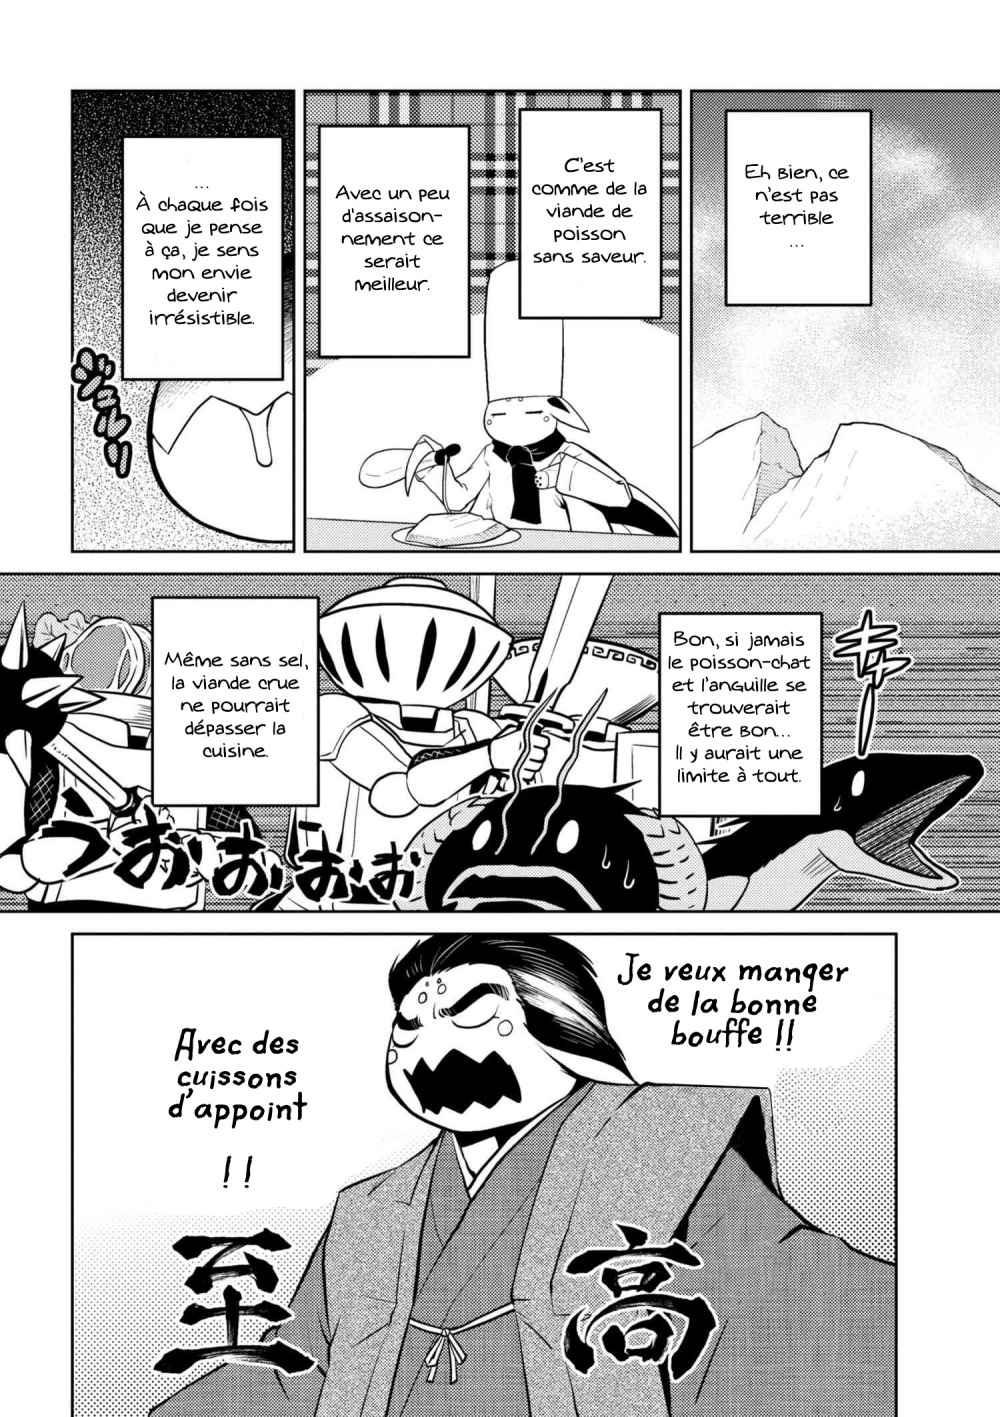 Eh bien, ce
n'est pas
terrible
...
C'est
comme de la
viande de
poisson
sans saveur.
Avec un peu
d'assaison-
nement ce
serait
meilleur.
...
À chaque fois
que je pense
à ça, je sens
mon envie
devenir
irrésistible.
Bon, si jamais
le poisson-chat
et l'anguille se
trouverait
être bon...
Il y aurait une
limite à tout.
Même sans sel,
la viande crue
ne pourrait
dépasser la
cuisine.
うおおおお
Je veux manger
de la bonne
bouffe !!
Avec des
cuissons
d'appoint
!!
至高